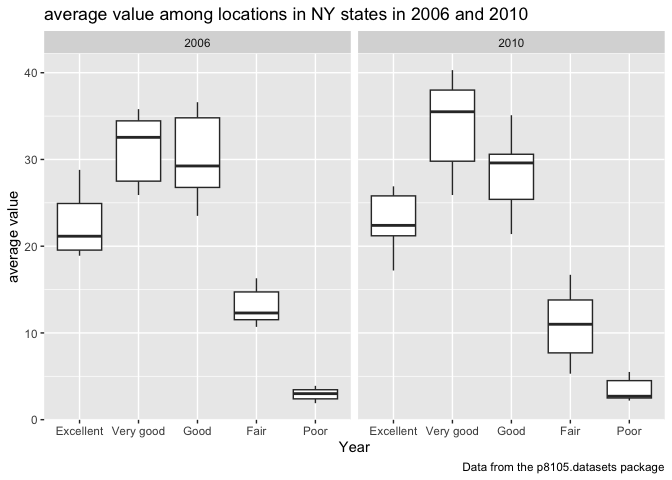 average value among locations in NY states in 2006 and 2010
2006 2010
average value
40
30
20
10
0
Excellent Very good Good Fair Poor Excellent Very good Good Fair Poor
Year
Data from the p8105.datasets package